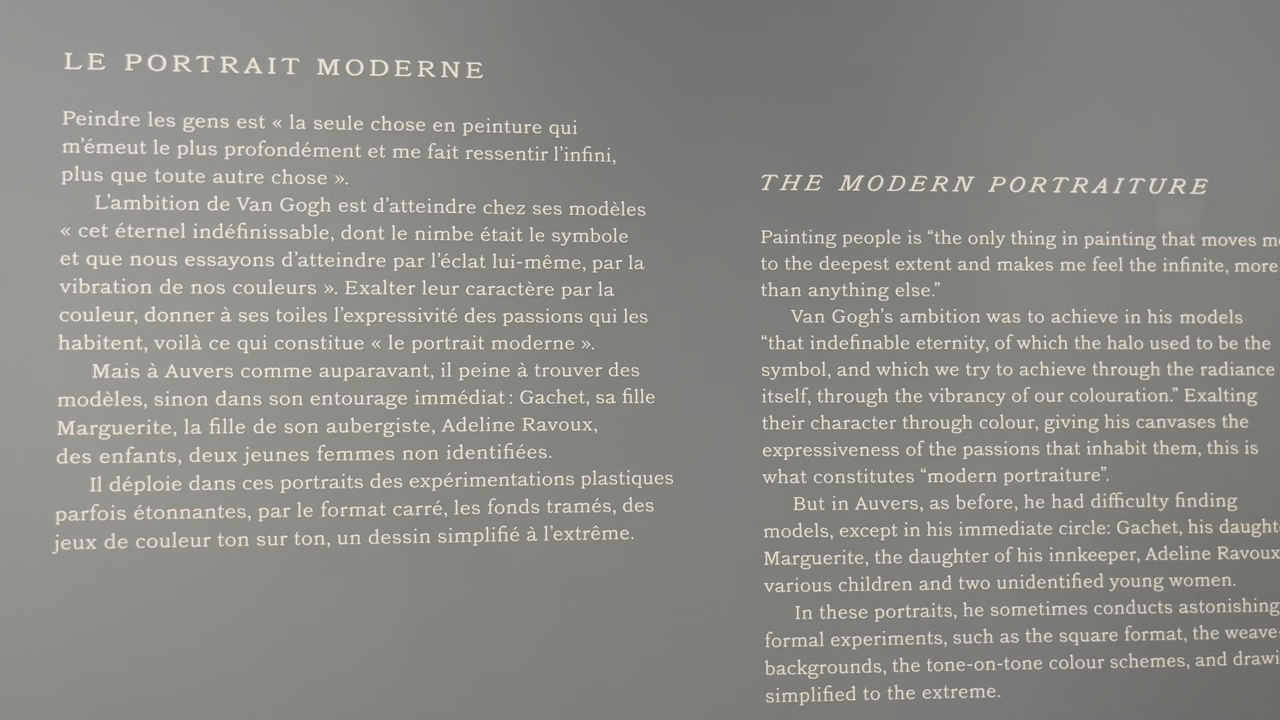 LE PORTRAIT MODERNE
Peindre les gens est « la seule chose en peinture qui
m'émeut le plus profondément et me fait ressentir l'infini,
plus que toute autre chose ».
L'ambition de Van Gogh est d'atteindre chez ses modèles
« cet éternel indéfinissable, dont le nimbe était le symbole
et que nous essayons d'atteindre par l'éclat lui-même, par la
vibration de nos couleurs ». Exalter leur caractère par la
couleur, donner à ses toiles l'expressivité des passions qui les
habitent, voilà ce qui constitue « le portrait moderne ».
Mais à Auvers comme auparavant, il peine à trouver des
modèles, sinon dans son entourage immédiat : Gachet, sa fille
Marguerite, la fille de son aubergiste, Adeline Ravoux,
des enfants, deux jeunes femmes non identifiées.
Il déploie dans ces portraits des expérimentations plastiques
parfois étonnantes, par le format carré, les fonds tramés, des
jeux de couleur ton sur ton, un dessin simplifié à l'extrême.
THE MODERN PORTRAITURE
Painting people is “the only thing in painting that moves
to the deepest extent and makes me feel the infinite, more
than anything else.”
Van Gogh's ambition was to achieve in his models
“that indefinable eternity, of which the halo used to be the
symbol, and which we try to achieve through the radiance
itself, through the vibrancy of our colouration.” Exalting
their character through colour, giving his canvases the
expressiveness of the passions that inhabit them, this is
what constitutes “modern portraiture”.
But in Auvers, as before, he had difficulty finding
models, except in his immediate circle: Gachet, his
Marguerite, the daughter of his innkeeper, Adeline Ravoux
various children and two unidentified young women.
In these portraits, he sometimes conducts astonishing
formal experiments, such as the square format, the
backgrounds, the tone-on-tone colour schemes, and
simplified to the extreme.